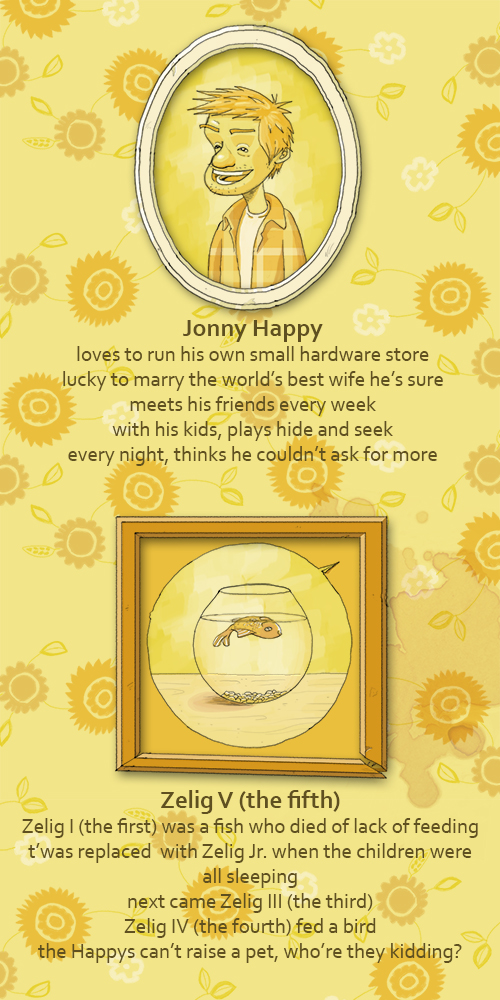 Jonny Happy
loves to run his own small hardware store
lucky to marry the world's best wife he's sure
meets his friends every week
with his kids, plays hide and seek
every night, thinks he couldn't ask for more
Zelig V (the fifth)
Zelig I (the first) was a fish who died of lack of feeding
t'was replaced  with Zelig Jr. when the children were
all sleeping
next came Zelig III (the third)
Zelig IV (the fourth) fed a bird
the Happys can't raise a pet, who're they kidding?